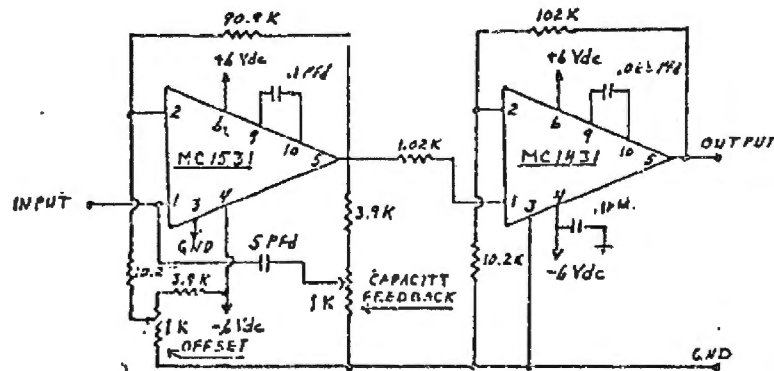 90.9K
102K
+6 Vdc
.1 Pfd
+6 Vdc
Pfd
2
6
9
10
5
MC1531
1.02K
2
6
9
10
5
MC1431
OUTPUT
INPUT
1
3
4
GND
3.9K
1
3
4
5 Pfd
10.2K
-6 Vdc
3.9K
CAPACITY
FEEDBACK
1K
1K
-6 Vdc
OFFSET
GND